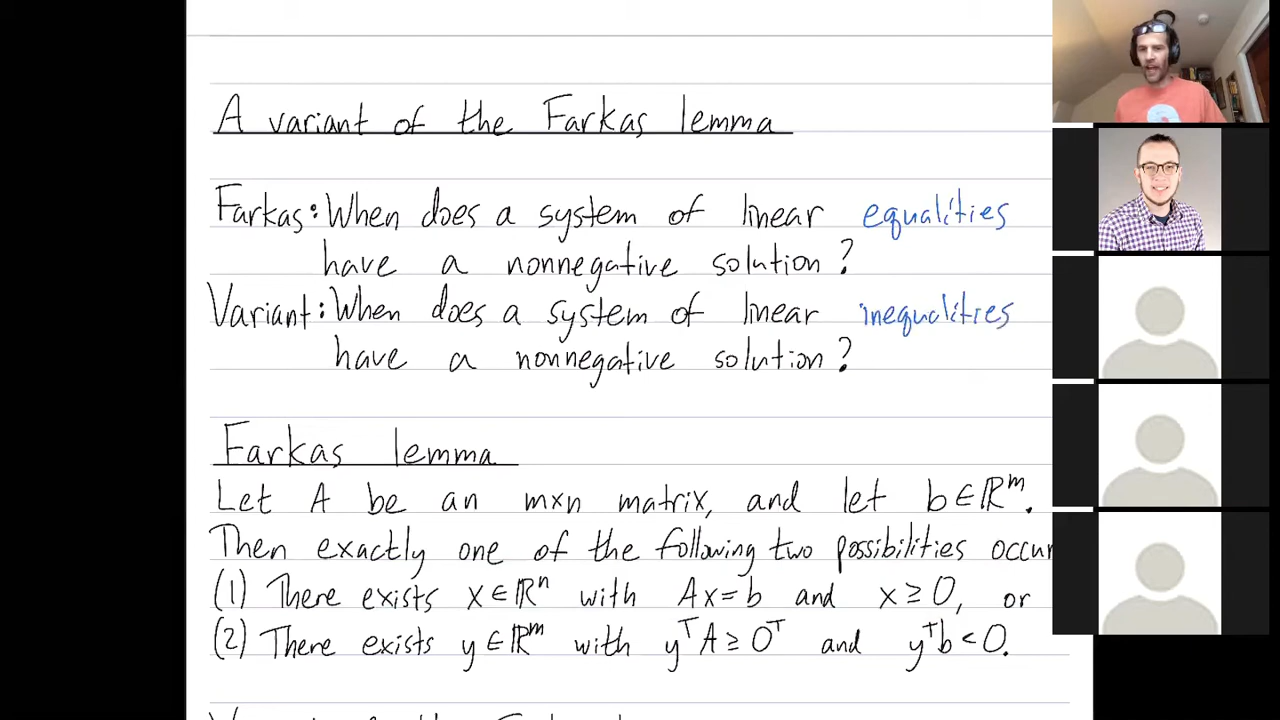 A variant of the Farkas lemma
Farkas: When does a system of linear equalities
have a nonnegative solution?
Variant: When does a system of linear inequalities
have a nonnegative solution?
Farkas lemma
Let A be an m×n matrix, and let b∈ℝᵐ.
Then exactly one of the following two possibilities occur
(1) There exists x∈ℝⁿ with Ax=b and x≥0, or
(2) There exists y∈ℝᵐ with yᵀA≥0ᵀ and yᵀb<0.